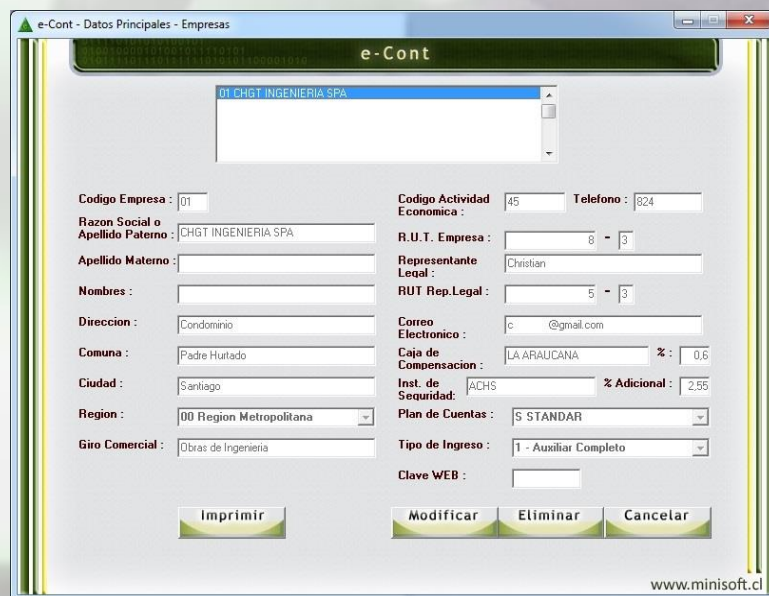 e-Cont - Datos Principales - Empresas
e-Cont
01 CHGT INGENIERIA SPA
Codigo Empresa : 01
Razon Social o
Apellido Paterno : CHGT INGENIERIA SPA
Apellido Materno :
Nombres :
Direccion : Condominio
Comuna : Padre Hurtado
Ciudad : Santiago
Region : 00 Region Metropolitana
Giro Comercial : Obras de Ingenieria
Codigo Actividad
Economica : 45 Telefono : 824
R.U.T. Empresa : 8 - 3
Representante
Legal : Christian
RUT Rep.Legal : 5 - 3
Correo
Electronico : c @gmail.com
Caja de
Compensacion : LA ARAUCANA % : 0,6
Inst. de
Seguridad: ACHS % Adicional : 2,55
Plan de Cuentas : S STANDAR
Tipo de Ingreso : 1 - Auxiliar Completo
Clave WEB :
Imprimir Modificar Eliminar Cancelar
www.minisoft.cl